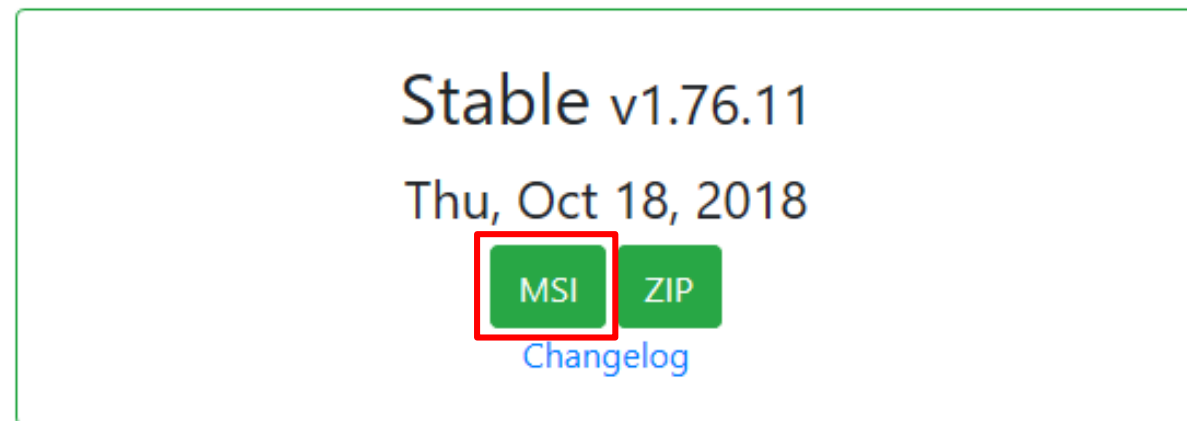 Stable v1.76.11
Thu, Oct 18, 2018
MSI ZIP
Changelog